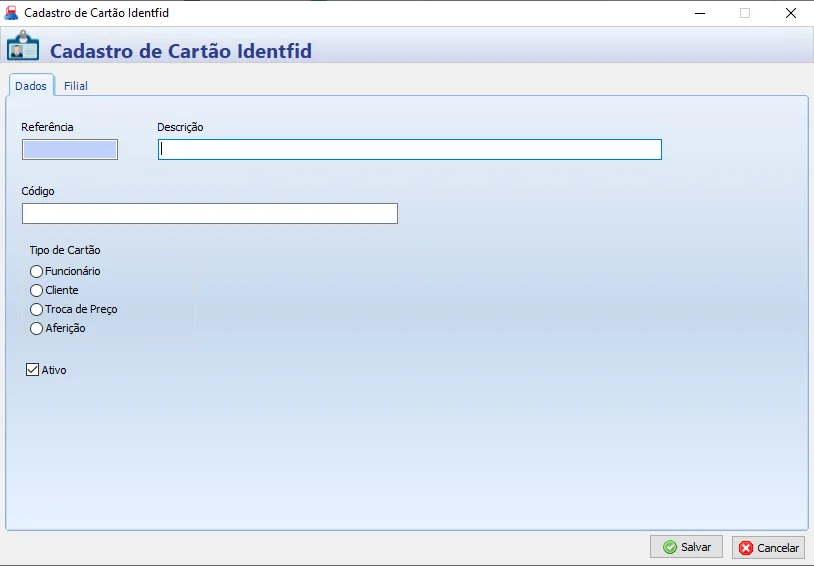 Cadastro de Cartão Identfid
Cadastro de Cartão Identfid
Dados Filial
Referência Descrição
Código
Tipo de Cartão
Funcionário
Cliente
Troca de Preço
Aferição
Ativo
Salvar Cancelar